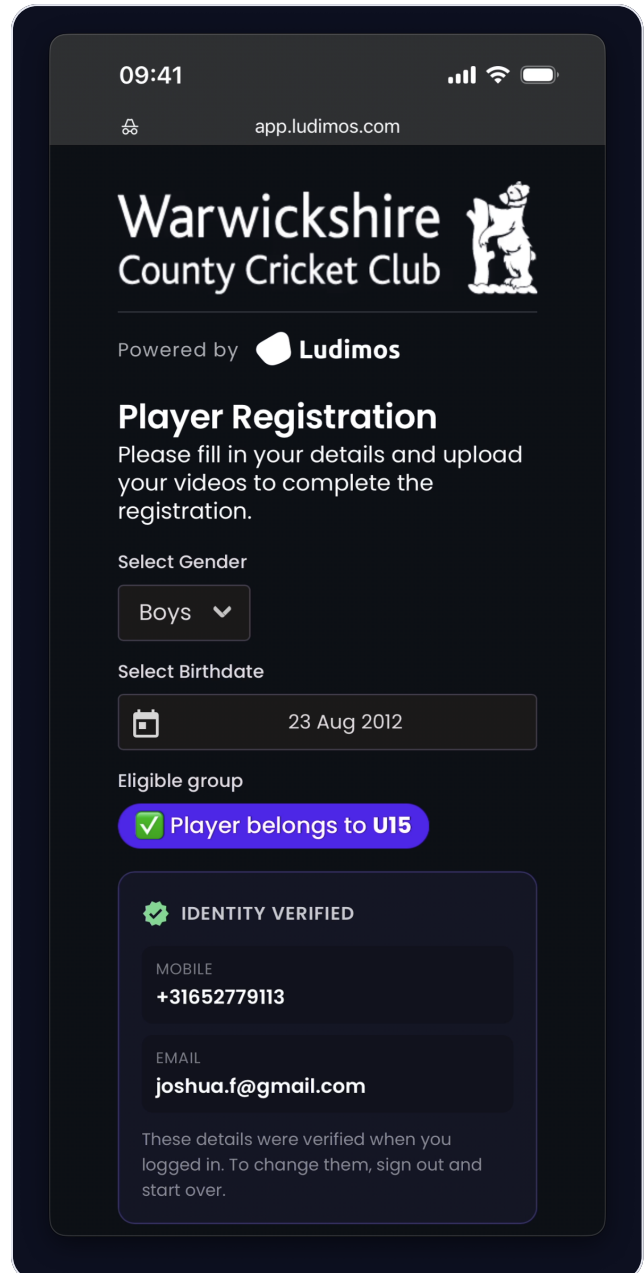 09:41
app.ludimos.com
Warwickshire
County Cricket Club
Powered by Ludimos
Player Registration
Please fill in your details and upload
your videos to complete the
registration.
Select Gender
Boys
Select Birthdate
23 Aug 2012
Eligible group
✅ Player belongs to U15
IDENTITY VERIFIED
MOBILE
+31652779113
EMAIL
joshua.f@gmail.com
These details were verified when you
logged in. To change them, sign out and
start over.